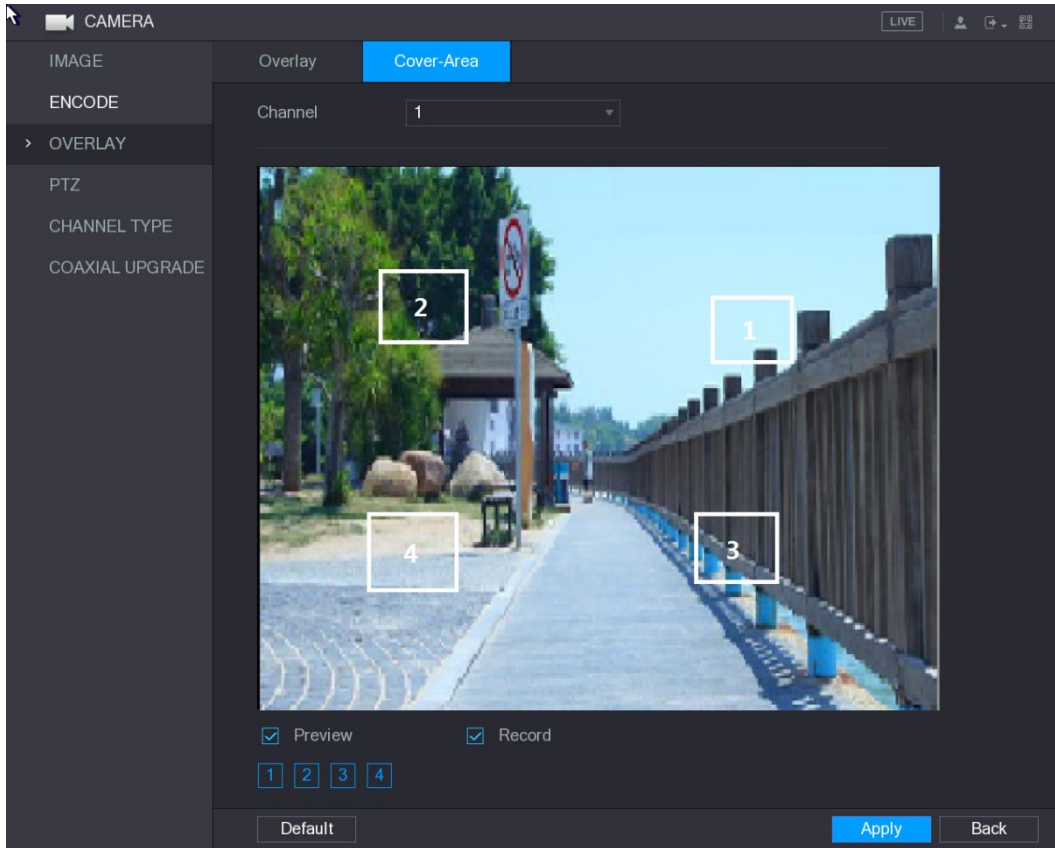 CAMERA
LIVE
IMAGE
ENCODE
OVERLAY
PTZ
CHANNEL TYPE
COAXIAL UPGRADE
Overlay
Cover-Area
Channel
1
2
1
4
3
Preview
Record
1 2 3 4
Default
Apply
Back